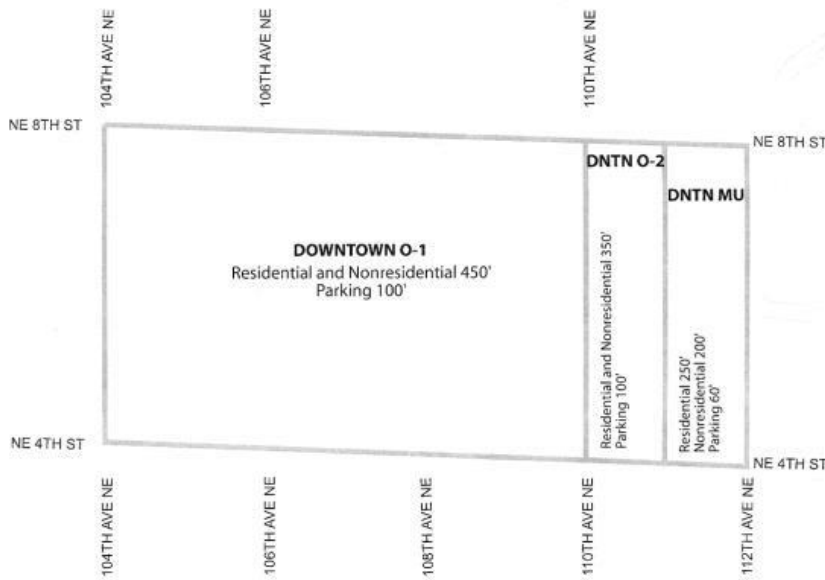 104TH AVE NE
106TH AVE NE
110TH AVE NE
NE 8TH ST
NE 8TH ST
DNTN O-2
DNTN MU
DOWNTOWN O-1
Residential and Nonresidential 450'
Parking 100'
Residential and Nonresidential 350'
Parking 100'
Residential 250'
Nonresidential 200'
Parking 60'
NE 4TH ST
NE 4TH ST
104TH AVE NE
106TH AVE NE
108TH AVE NE
110TH AVE NE
112TH AVE NE